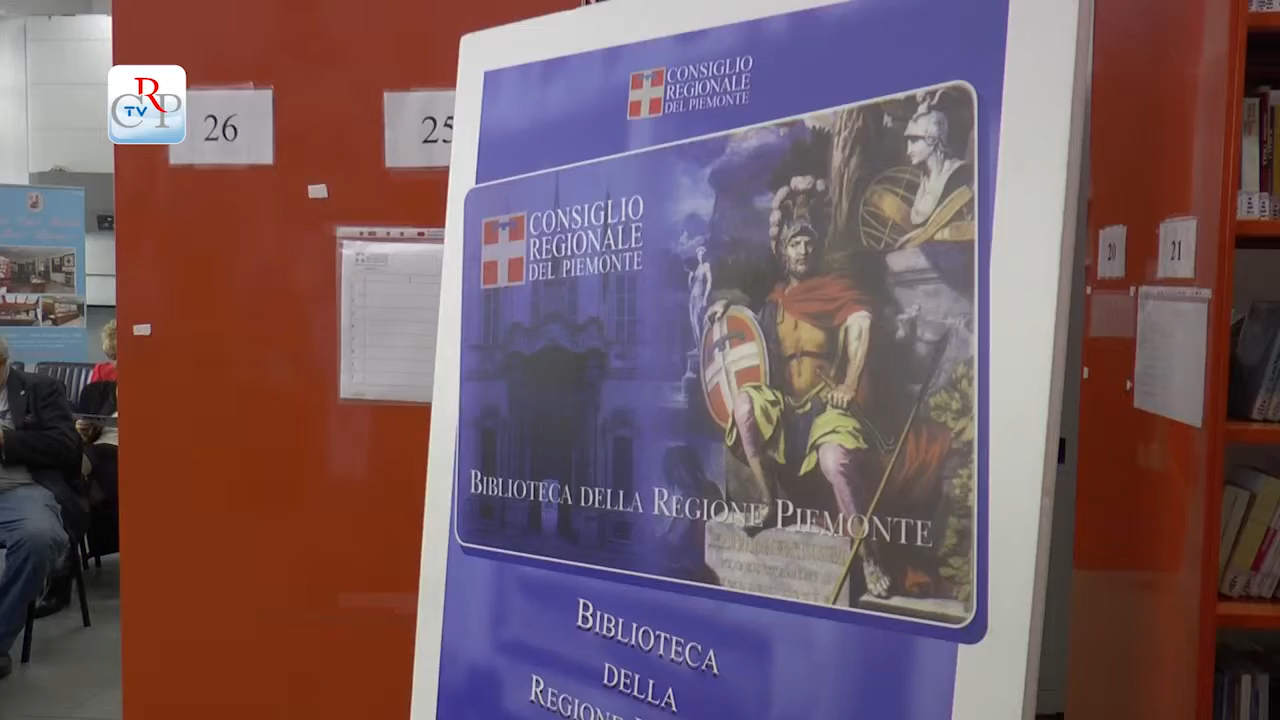 CRP
TV
26
25
CONSIGLIO
REGIONALE
DEL PIEMONTE
CONSIGLIO
REGIONALE
DEL PIEMONTE
BIBLIOTECA DELLA REGIONE PIEMONTE
BIBLIOTECA
DELLA
REGIONE
20
21